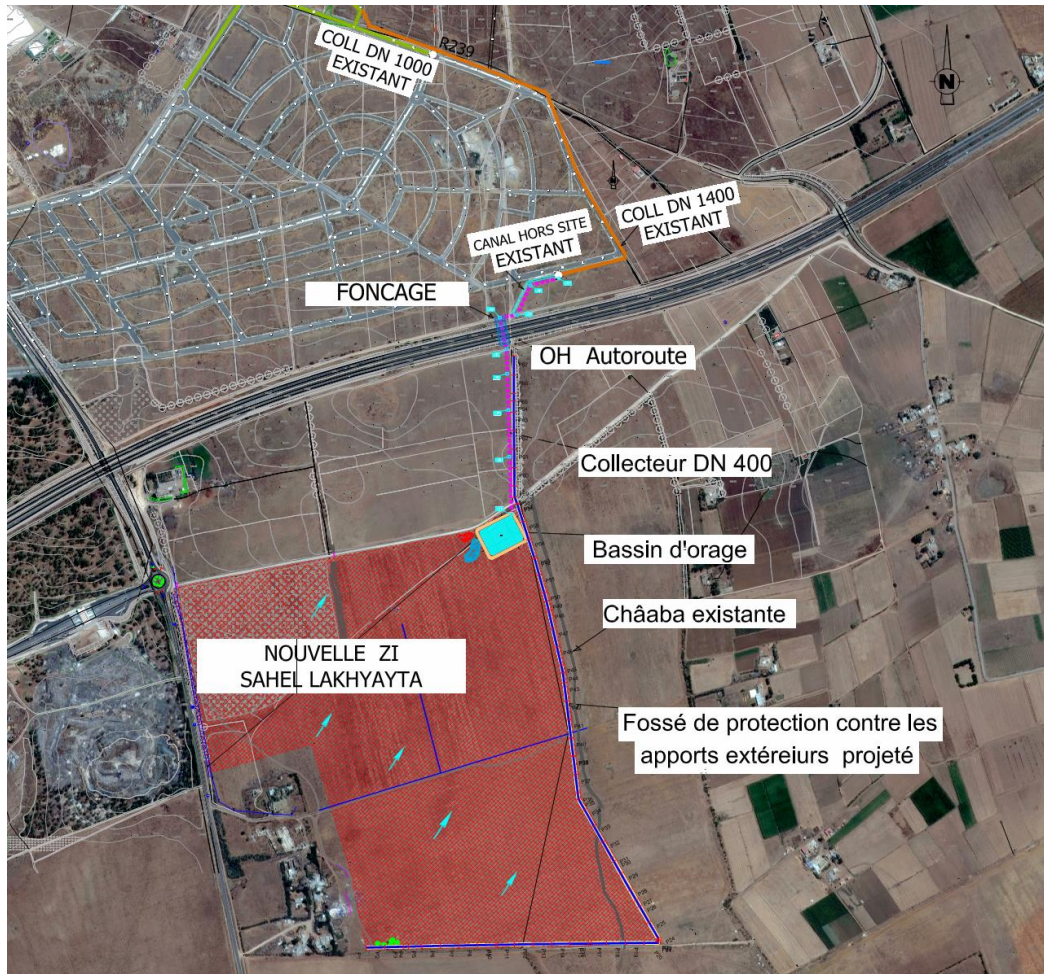 COLL DN 1000
EXISTANT
R239
N
COLL DN 1400
EXISTANT
CANAL HORS SITE
EXISTANT
FONCAGE
OH Autoroute
Collecteur DN 400
Bassin d'orage
Châaba existante
NOUVELLE ZI
SAHEL LAKHYAYTA
Fossé de protection contre les
apports extéreiurs projeté